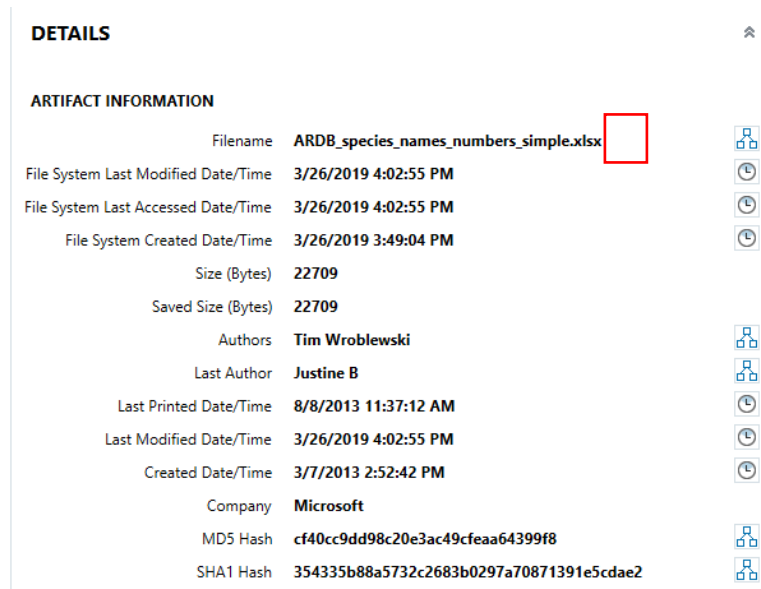 DETAILS
ARTIFACT INFORMATION
Filename ARDB_species_names_numbers_simple.xlsx
File System Last Modified Date/Time 3/26/2019 4:02:55 PM
File System Last Accessed Date/Time 3/26/2019 4:02:55 PM
File System Created Date/Time 3/26/2019 3:49:04 PM
Size (Bytes) 22709
Saved Size (Bytes) 22709
Authors Tim Wroblewski
Last Author Justine B
Last Printed Date/Time 8/8/2013 11:37:12 AM
Last Modified Date/Time 3/26/2019 4:02:55 PM
Created Date/Time 3/7/2013 2:52:42 PM
Company Microsoft
MD5 Hash cf40cc9dd98c20e3ac49cfeaa64399f8
SHA1 Hash 354335b88a5732c2683b0297a70871391e5cdae2